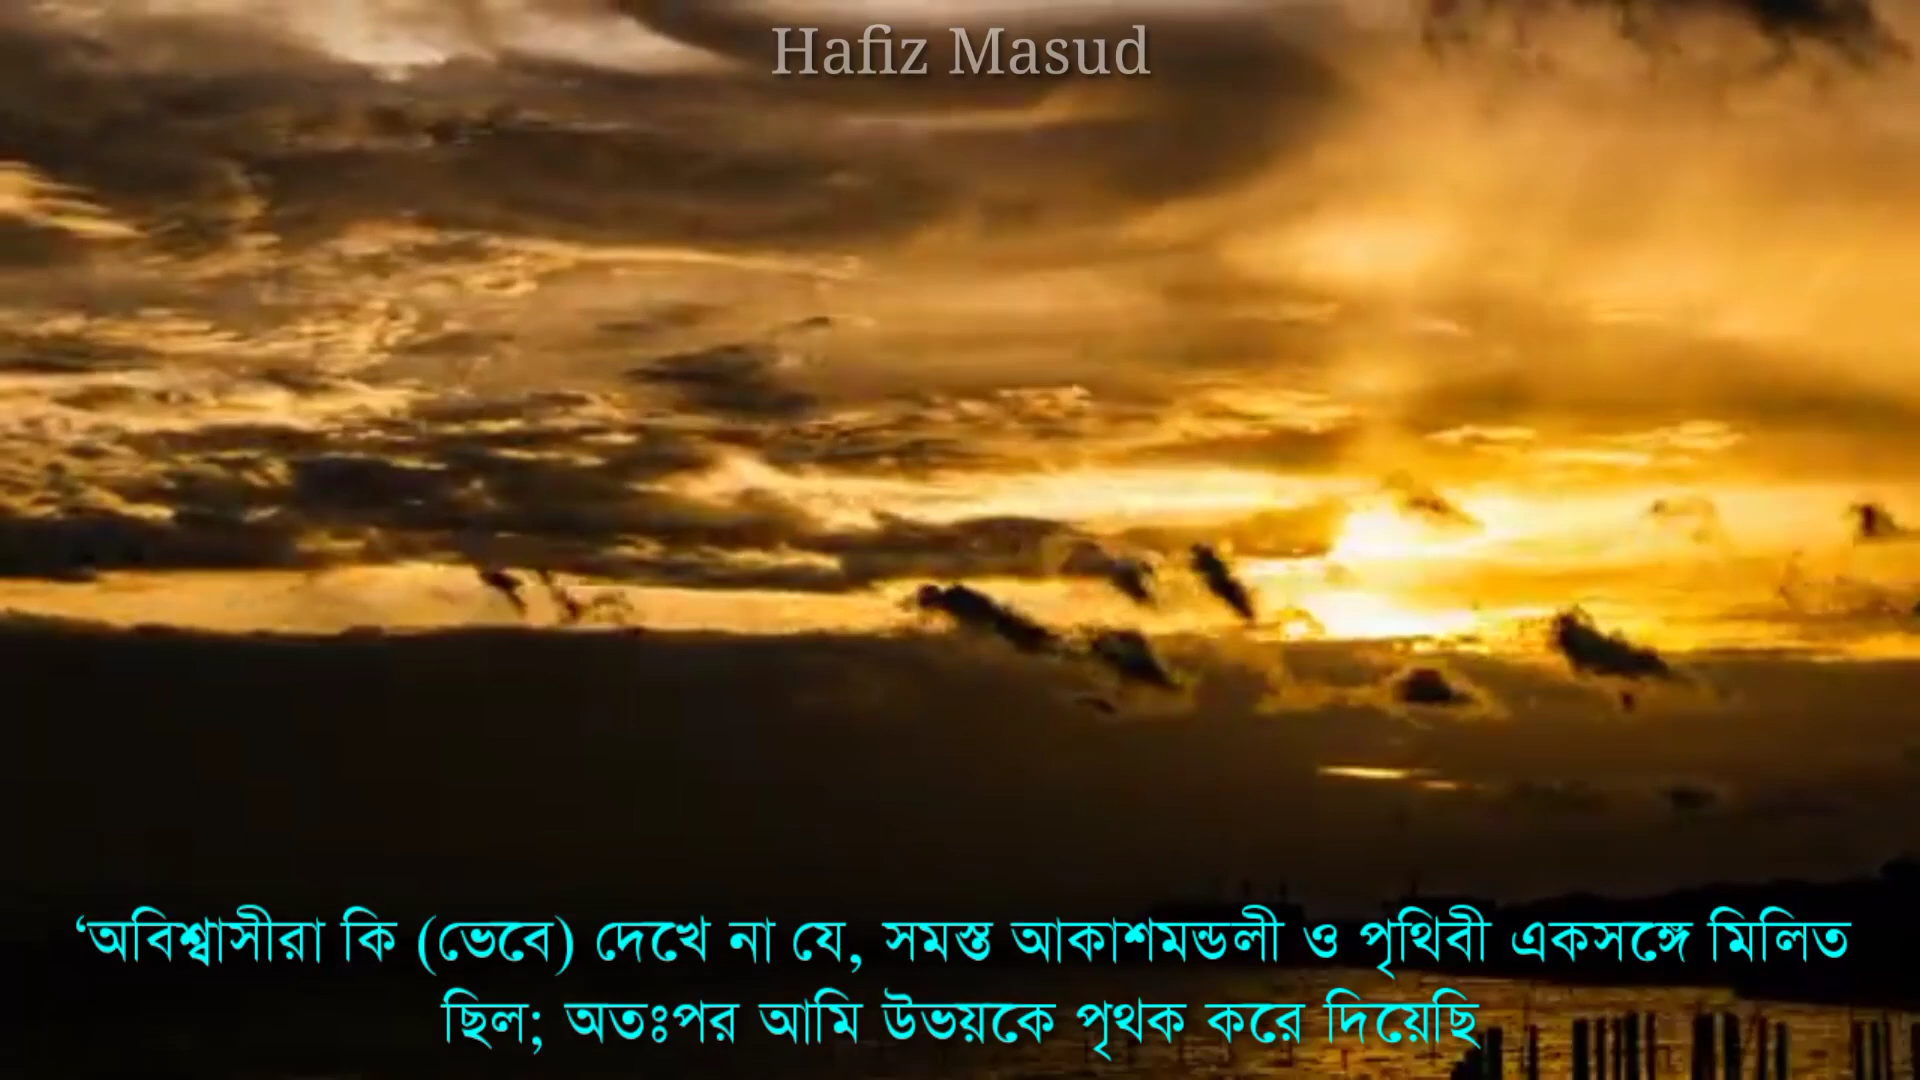 Hafiz Masud
‘অবিশ্বাসীরা কি (ভেবে) দেখে না যে, সমস্ত আকাশমন্ডলী ও পৃথিবী একসঙ্গে মিলিত
ছিল; অতঃপর আমি উভয়কে পৃথক করে দিয়েছি